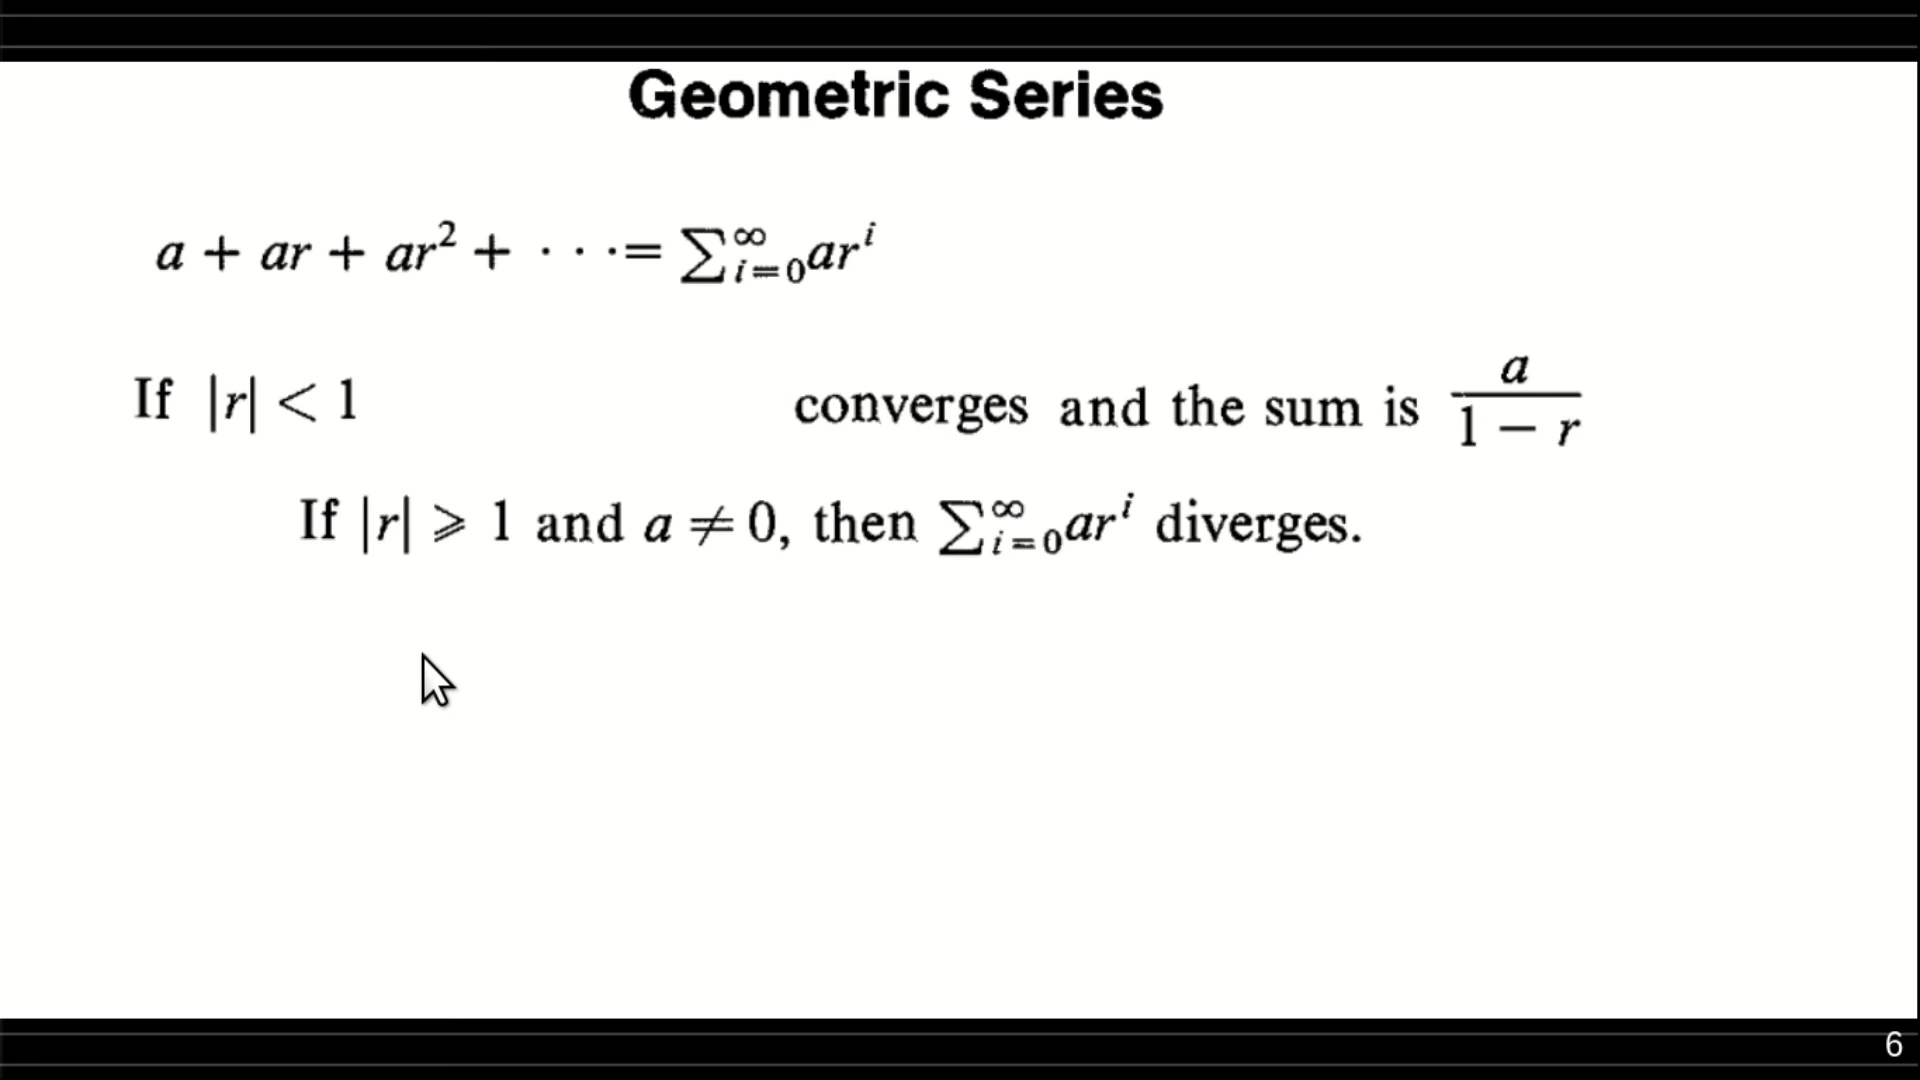 Geometric Series
a + ar + ar² + · · · = ∑_{i=0}^{∞} ar^i
If |r| < 1 converges and the sum is \frac{a}{1 − r}
If |r| ⩾ 1 and a ≠ 0, then ∑_{i=0}^{∞} ar^i diverges.
6